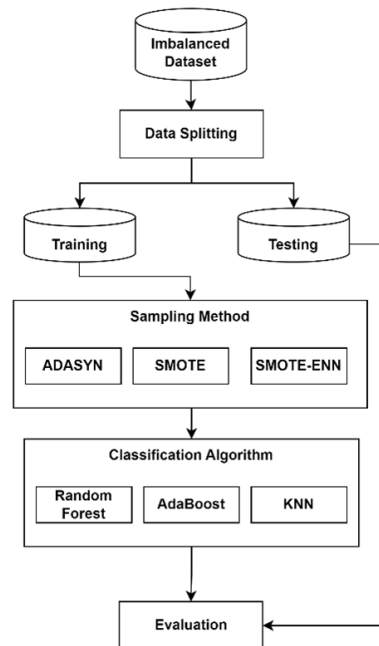 Imbalanced
Dataset
Data Splitting
Training
Testing
Sampling Method
ADASYN
SMOTE
SMOTE-ENN
Classification Algorithm
Random
Forest
AdaBoost
KNN
Evaluation